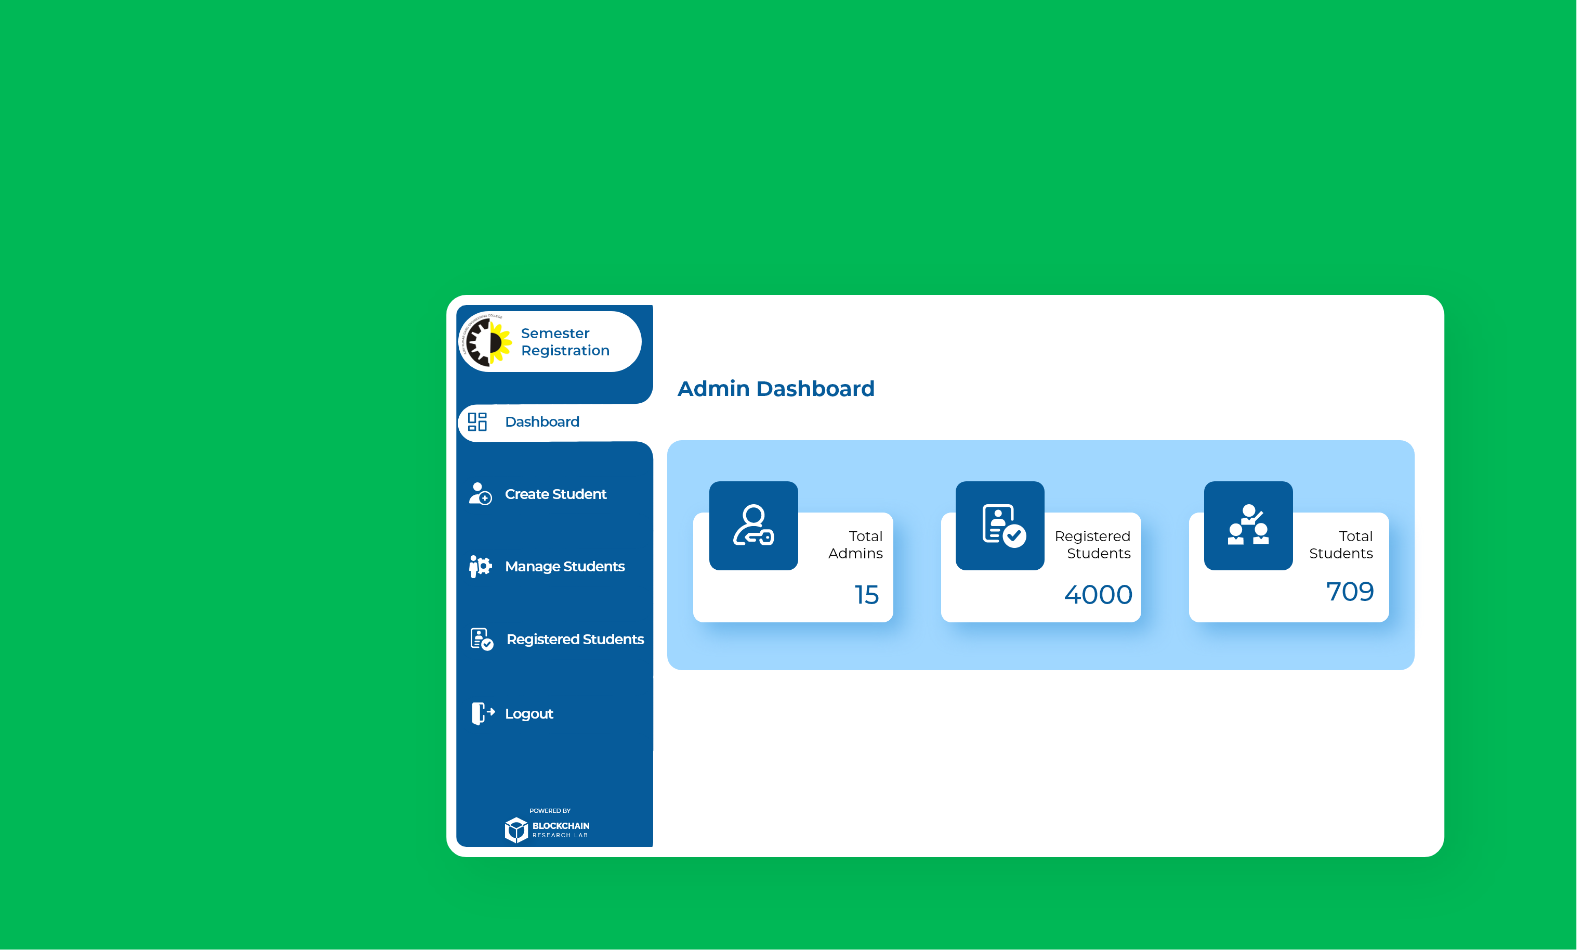 Semester
Registration
Dashboard
Create Student
Manage Students
Registered Students
Logout
POWERED BY
BLOCKCHAIN
RESEARCH LAB
Admin Dashboard
Total
Admins
15
Registered
Students
4000
Total
Students
709